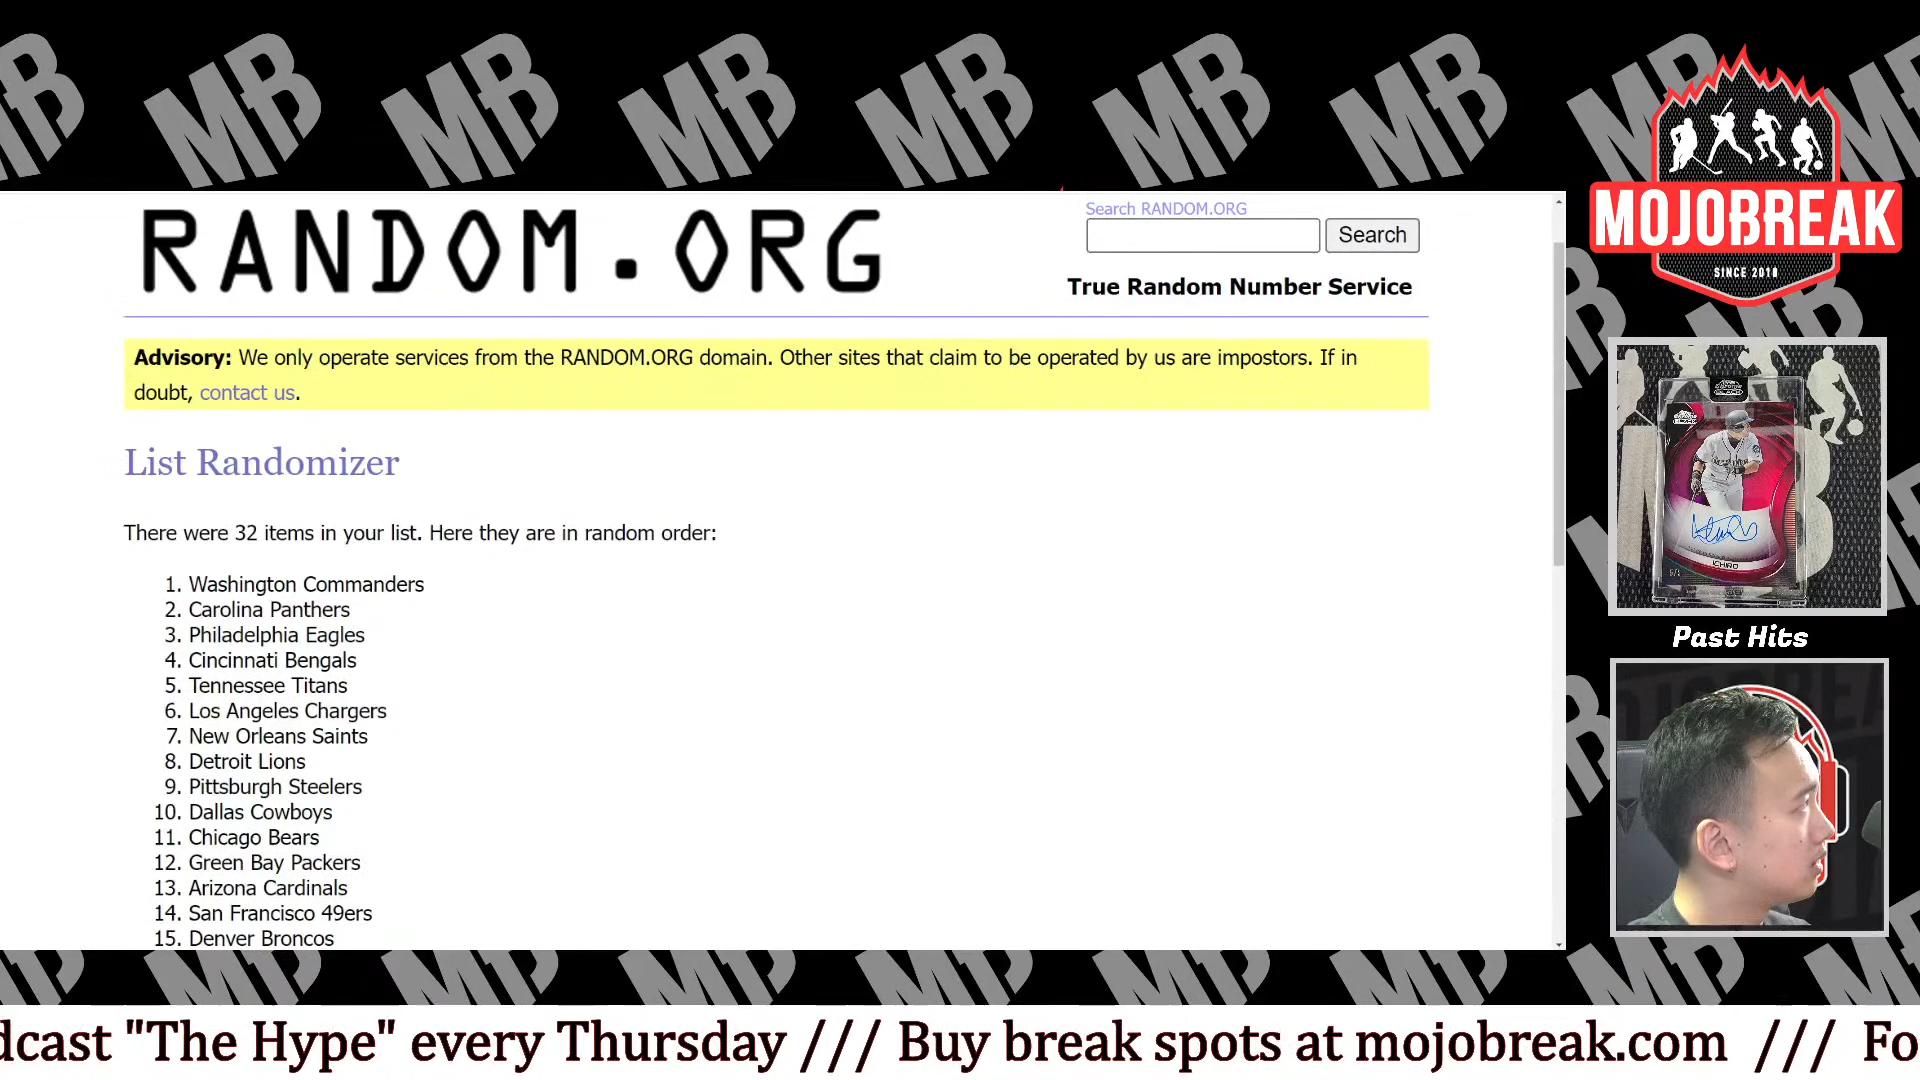 MB MB MB MB MB MB MB MB
RANDOM.ORG
Search RANDOM.ORG
Search
True Random Number Service
Advisory: We only operate services from the RANDOM.ORG domain. Other sites that claim to be operated by us are impostors. If in
doubt, contact us.
List Randomizer
There were 32 items in your list. Here they are in random order:
1. Washington Commanders
2. Carolina Panthers
3. Philadelphia Eagles
4. Cincinnati Bengals
5. Tennessee Titans
6. Los Angeles Chargers
7. New Orleans Saints
8. Detroit Lions
9. Pittsburgh Steelers
10. Dallas Cowboys
11. Chicago Bears
12. Green Bay Packers
13. Arizona Cardinals
14. San Francisco 49ers
15. Denver Broncos
MOJOBREAK
SINCE 2010
ICHIRO
Past Hits
dcast "The Hype" every Thursday /// Buy break spots at mojobreak.com /// Fo